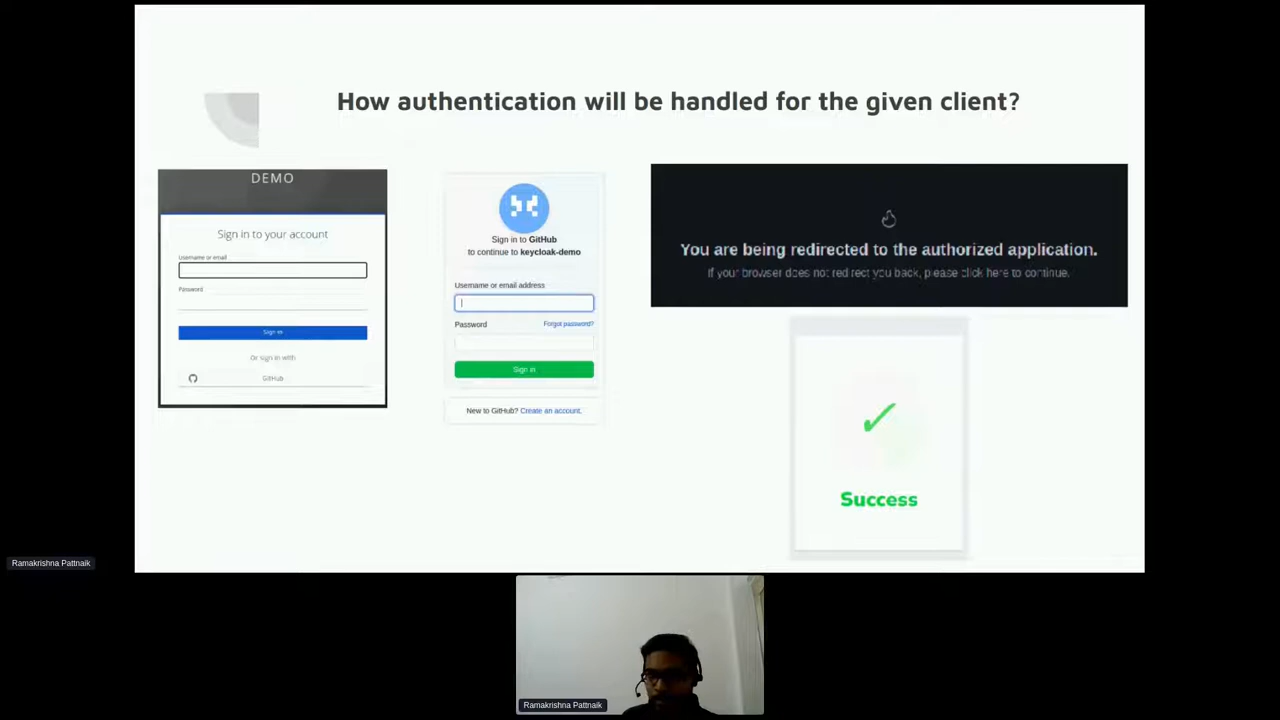 How authentication will be handled for the given client?
DEMO
Sign in to your account
Username or email
Password
Sign in
Or sign in with
GitHub
Sign in to GitHub
to continue to keycloak-demo
Username or email address
Password Forgot password?
Sign in
New to GitHub? Create an account.
You are being redirected to the authorized application.
If your browser does not redirect you back, please click here to continue.
Success
Ramakrishna Pattnaik
Ramakrishna Pattnaik